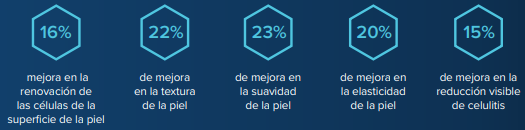 16%
mejora en la
renovación de
las células de la
superficie de la piel
22%
de mejora
en la textura
de la piel
23%
de mejora en
la suavidad
de la piel
20%
de mejora en
la elasticidad
de la piel
15%
de mejora en la
reducción visible
de celulitis